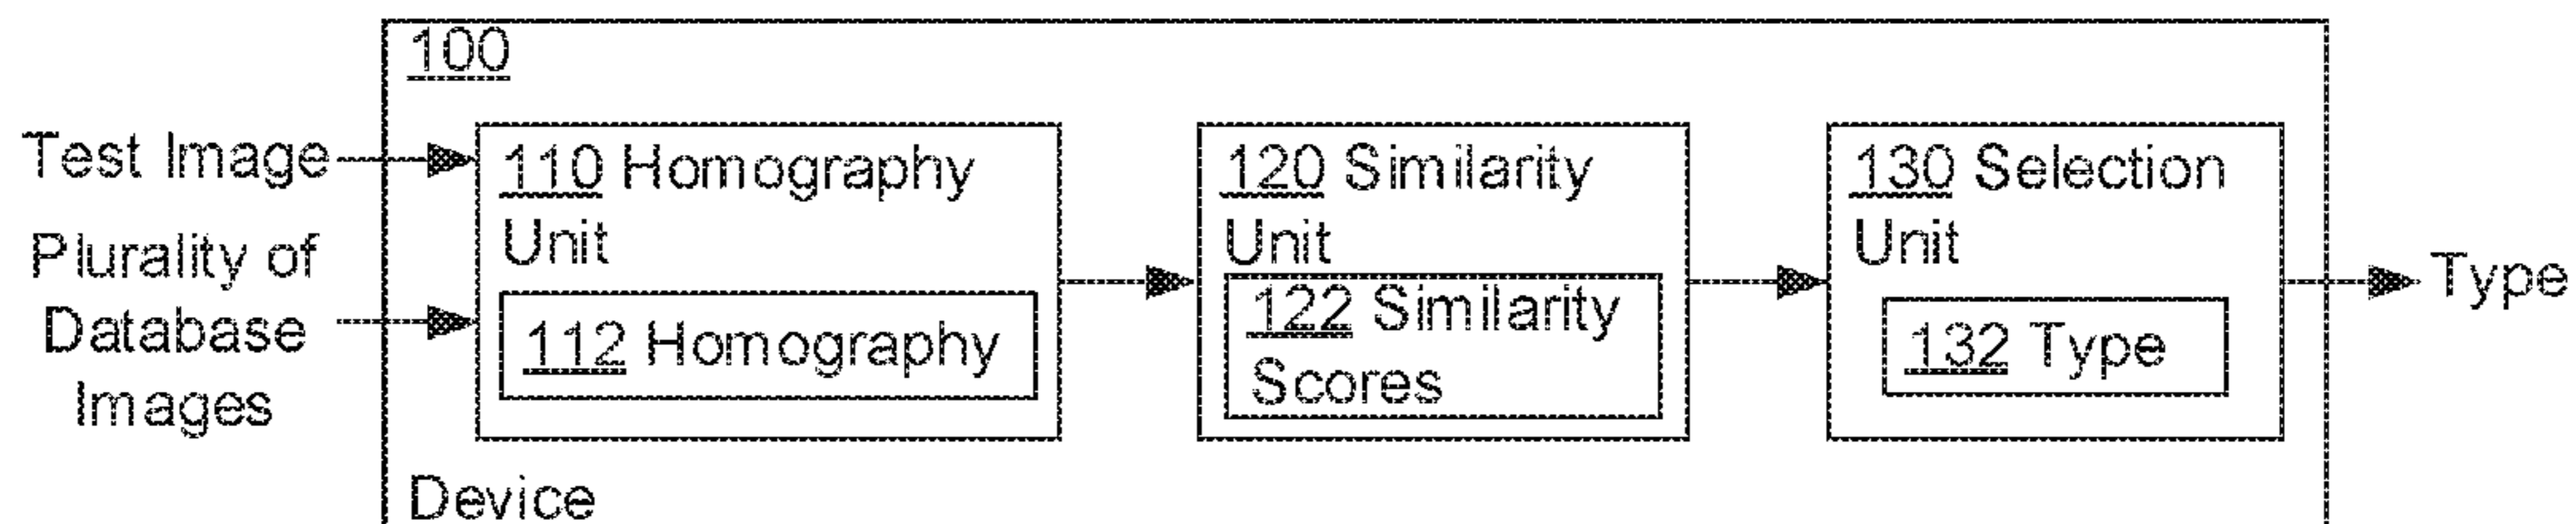 100
Test Image
Plurality of
Database
Images
110 Homography
Unit
112 Homography
120 Similarity
Unit
122 Similarity
Scores
130 Selection
Unit
132 Type
Type
Device